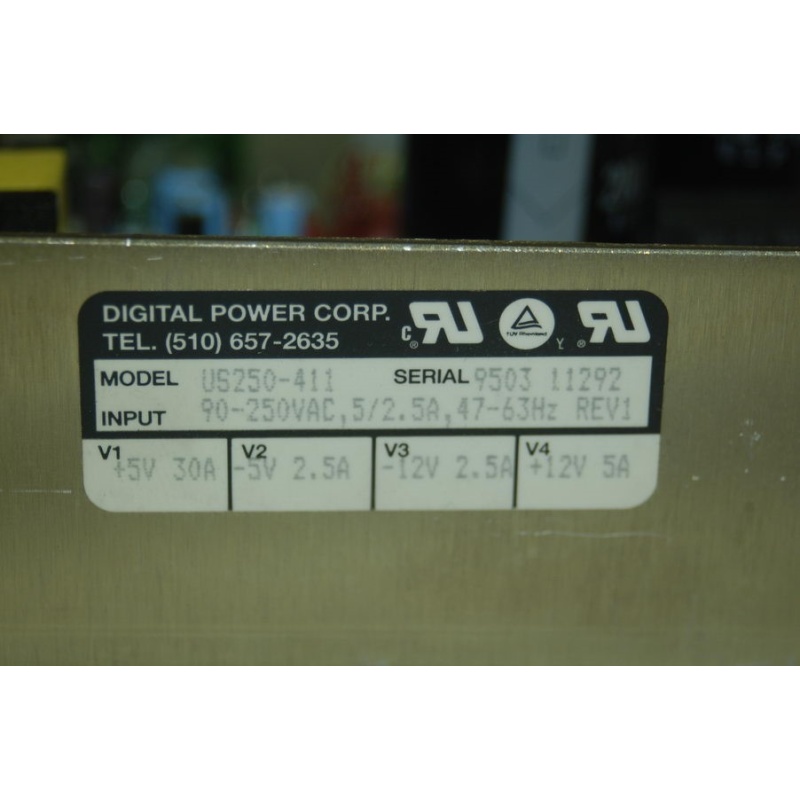 DIGITAL POWER CORP.
TEL. (510) 657-2635
MODEL US250-411 SERIAL 9503 11292
INPUT 90-250VAC,5/2.5A,47-63Hz REV1
V1 V2 V3 V4
+5V 30A -5V 2.5A -12V 2.5A +12V 5A